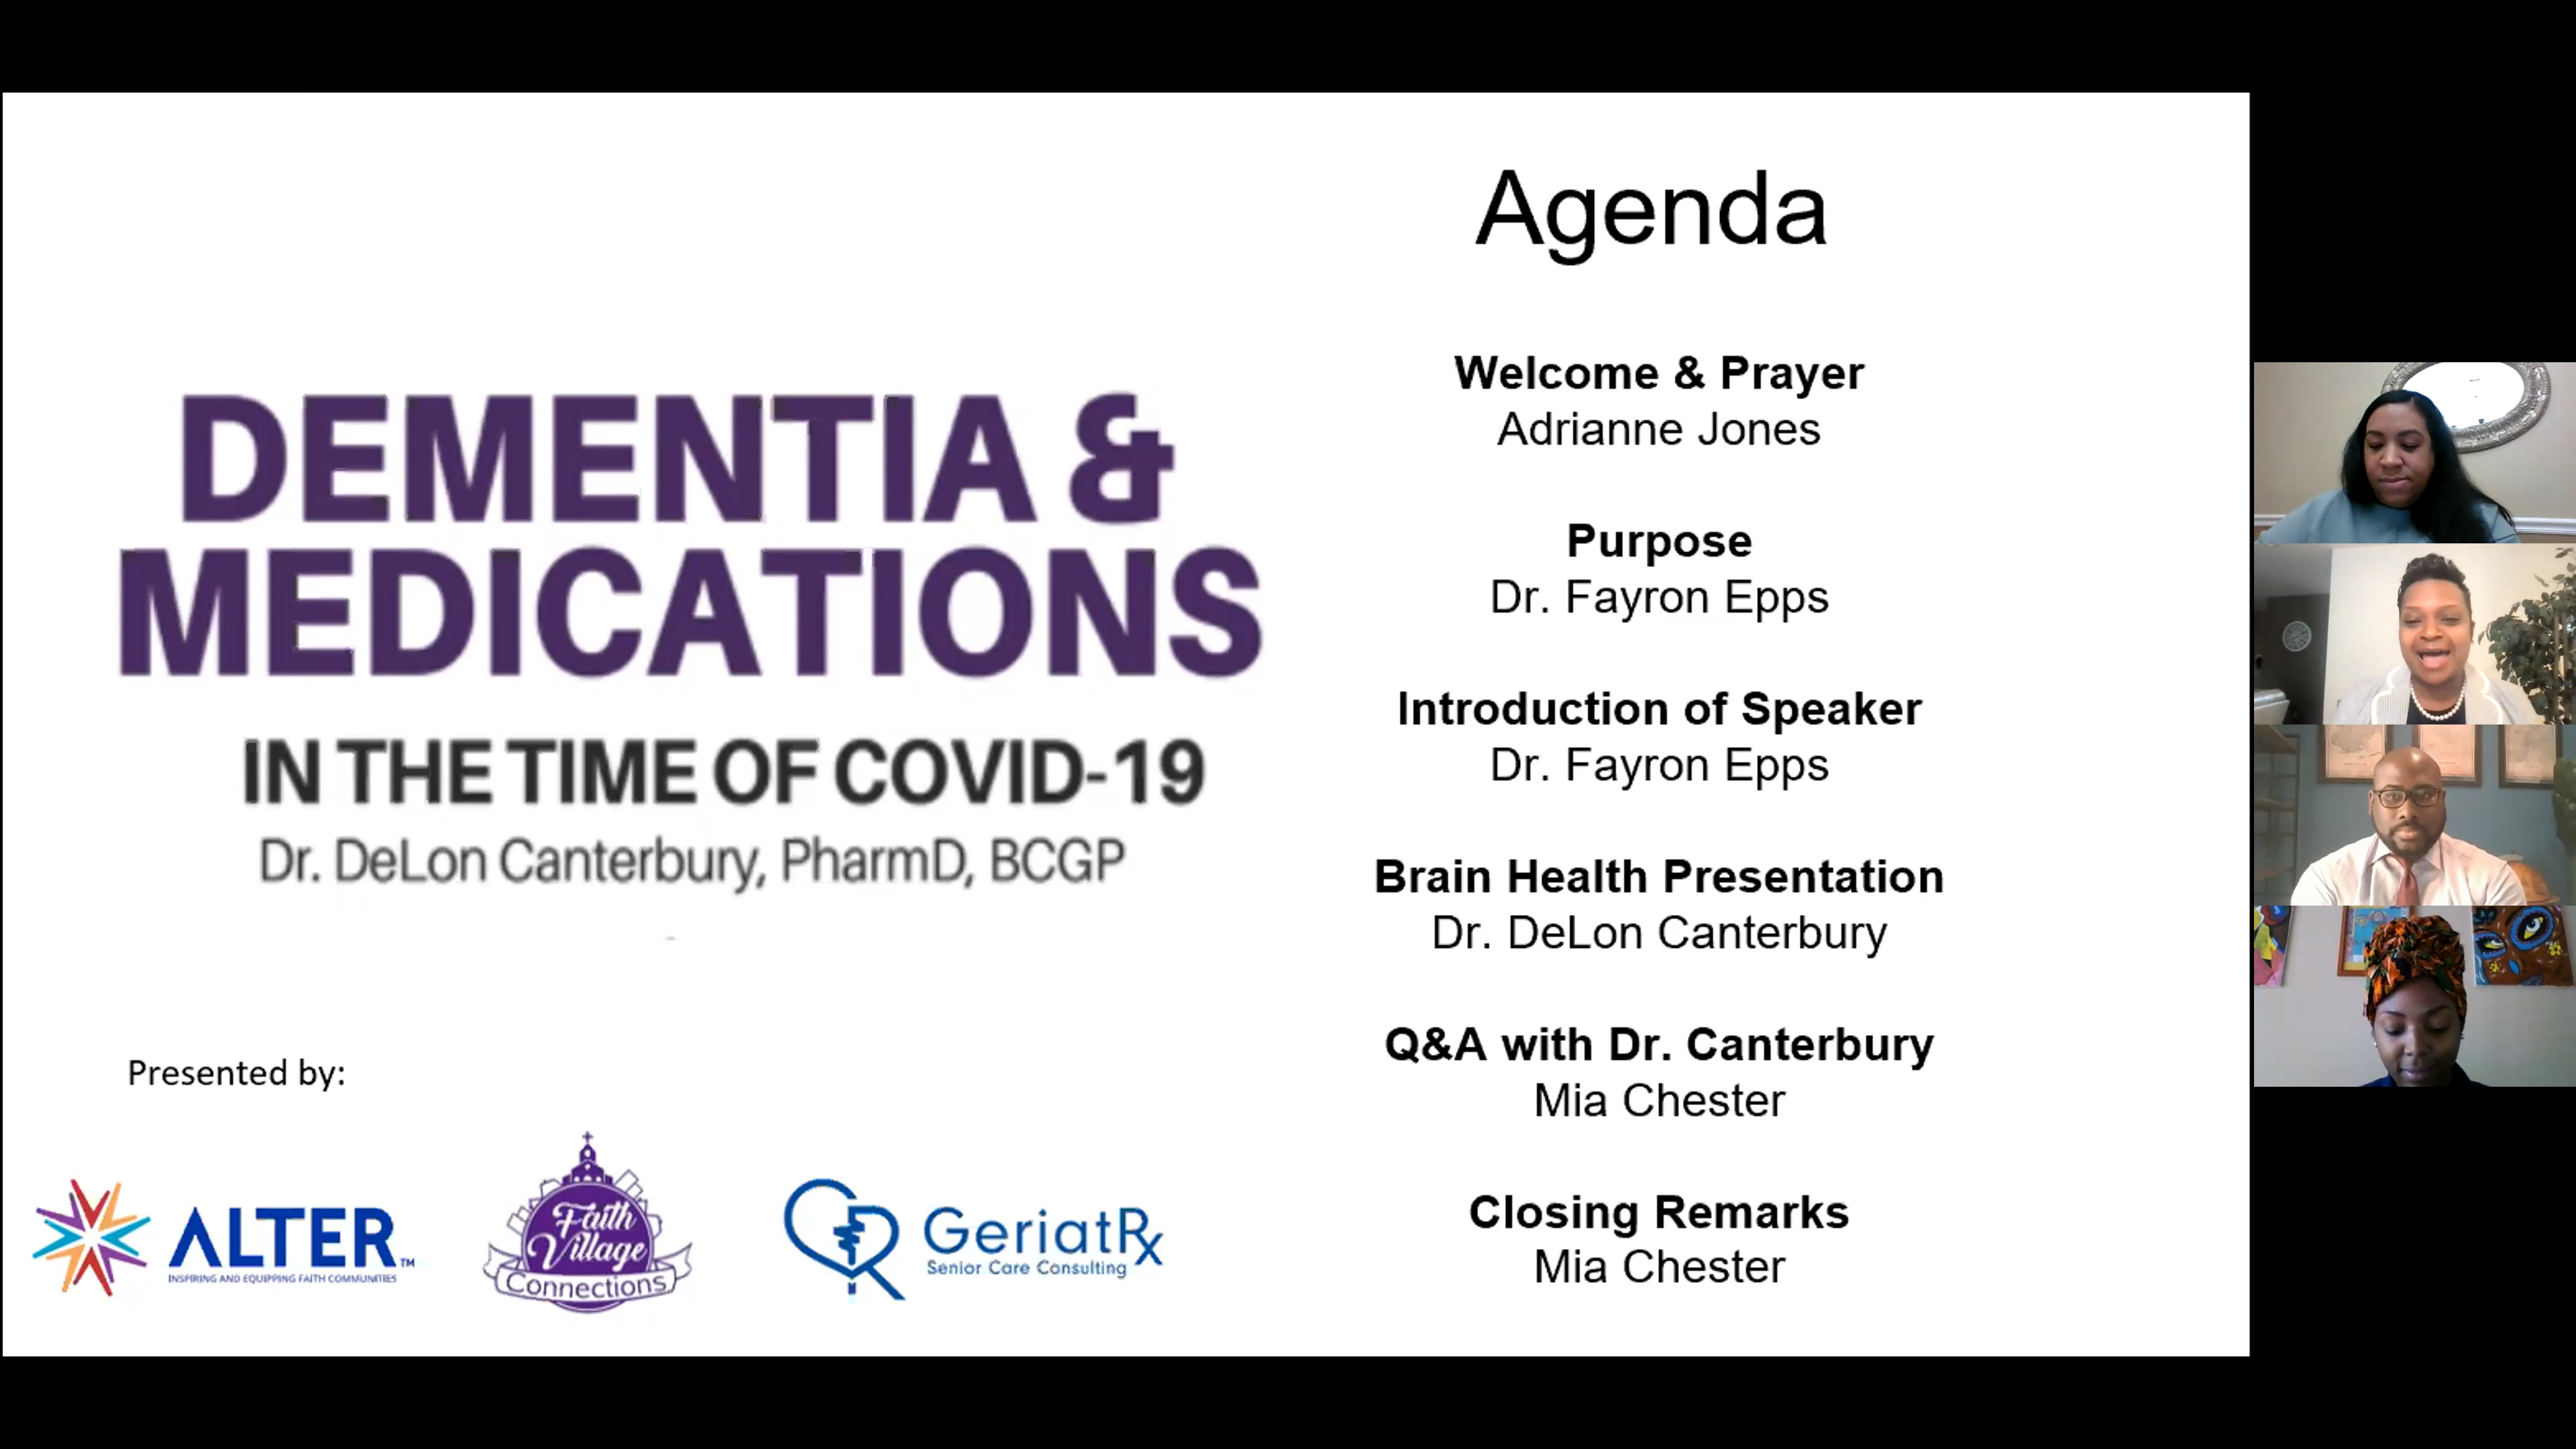 DEMENTIA &
MEDICATIONS
IN THE TIME OF COVID-19
Dr. DeLon Canterbury, PharmD, BCGP
Presented by:
ALTER™
INSPIRING AND EQUIPPING FAITH COMMUNITIES
Faith
Village
Connections
GeriatRx
Senior Care Consulting
Agenda
Welcome & Prayer
Adrianne Jones
Purpose
Dr. Fayron Epps
Introduction of Speaker
Dr. Fayron Epps
Brain Health Presentation
Dr. DeLon Canterbury
Q&A with Dr. Canterbury
Mia Chester
Closing Remarks
Mia Chester